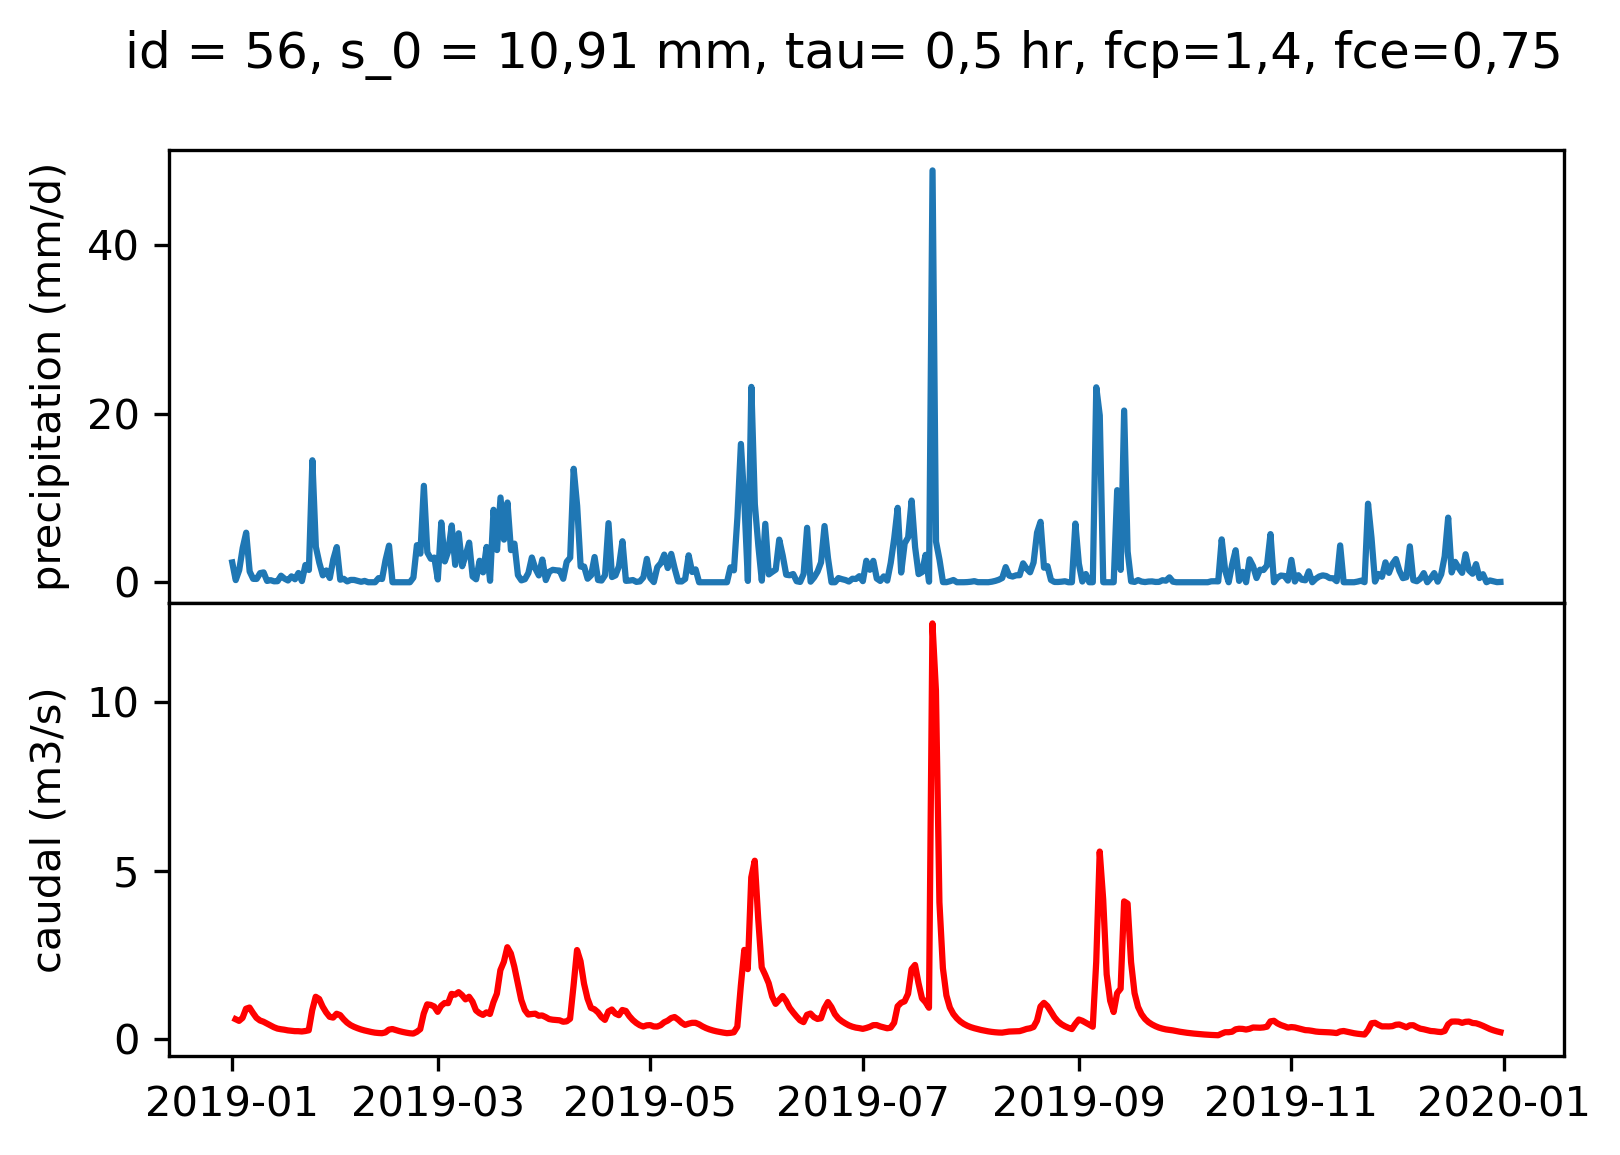 id = 56, s_0 = 10,91 mm, tau= 0,5 hr, fcp=1,4, fce=0,75
precipitation (mm/d)
40
20
0
caudal (m3/s)
10
5
0
2019-01 2019-03 2019-05 2019-07 2019-09 2019-11 2020-01